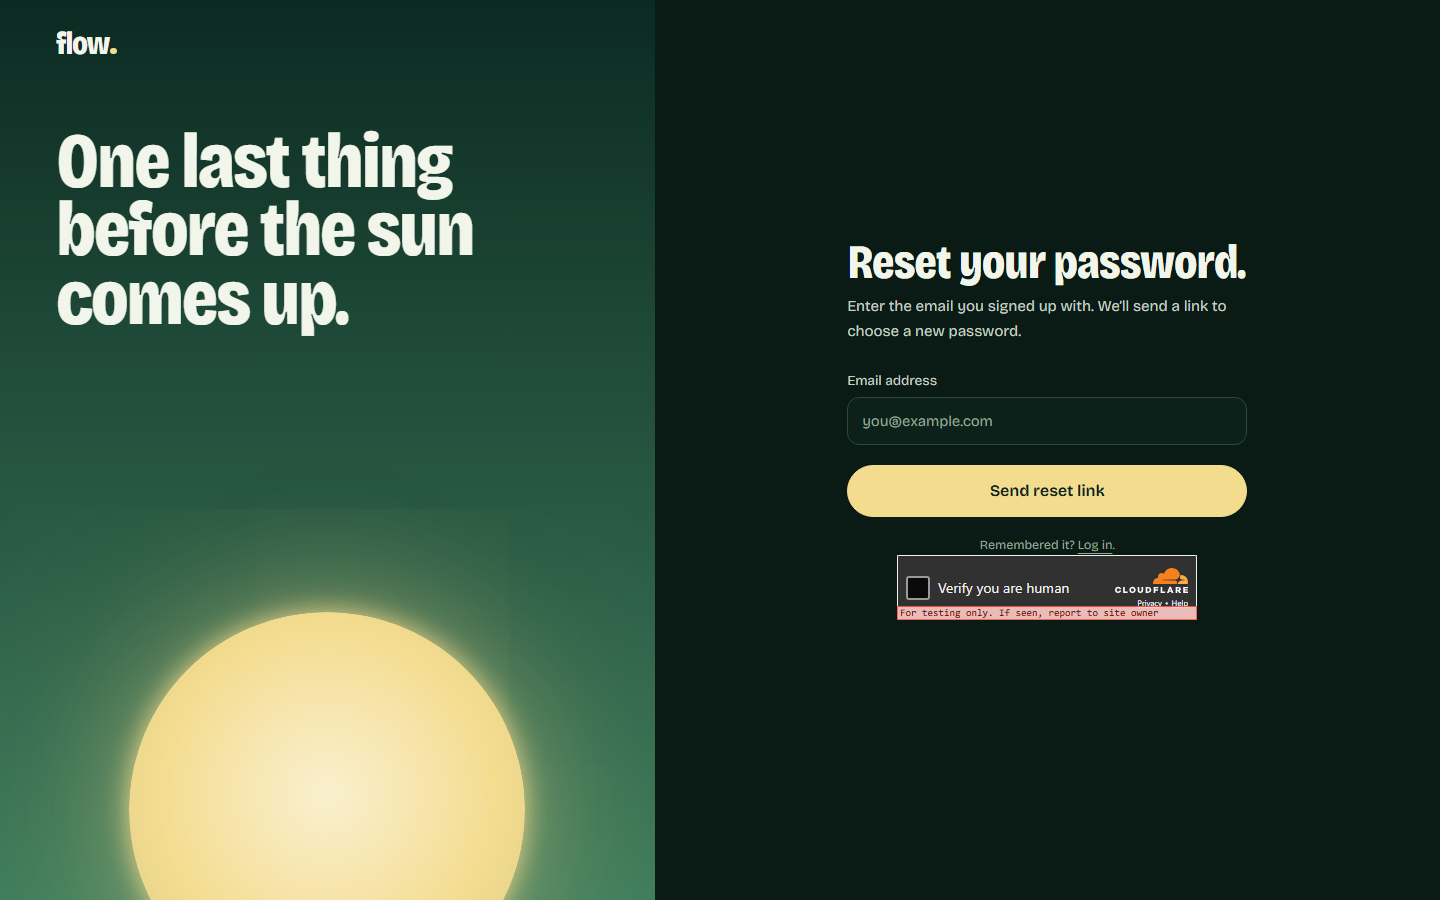 flow.
One last thing
before the sun
comes up.
Reset your password.
Enter the email you signed up with. We'll send a link to
choose a new password.
Email address
you@example.com
Send reset link
Remembered it? Log in.
Verify you are human
CLOUDFLARE
Privacy • Help
For testing only. If seen, report to site owner